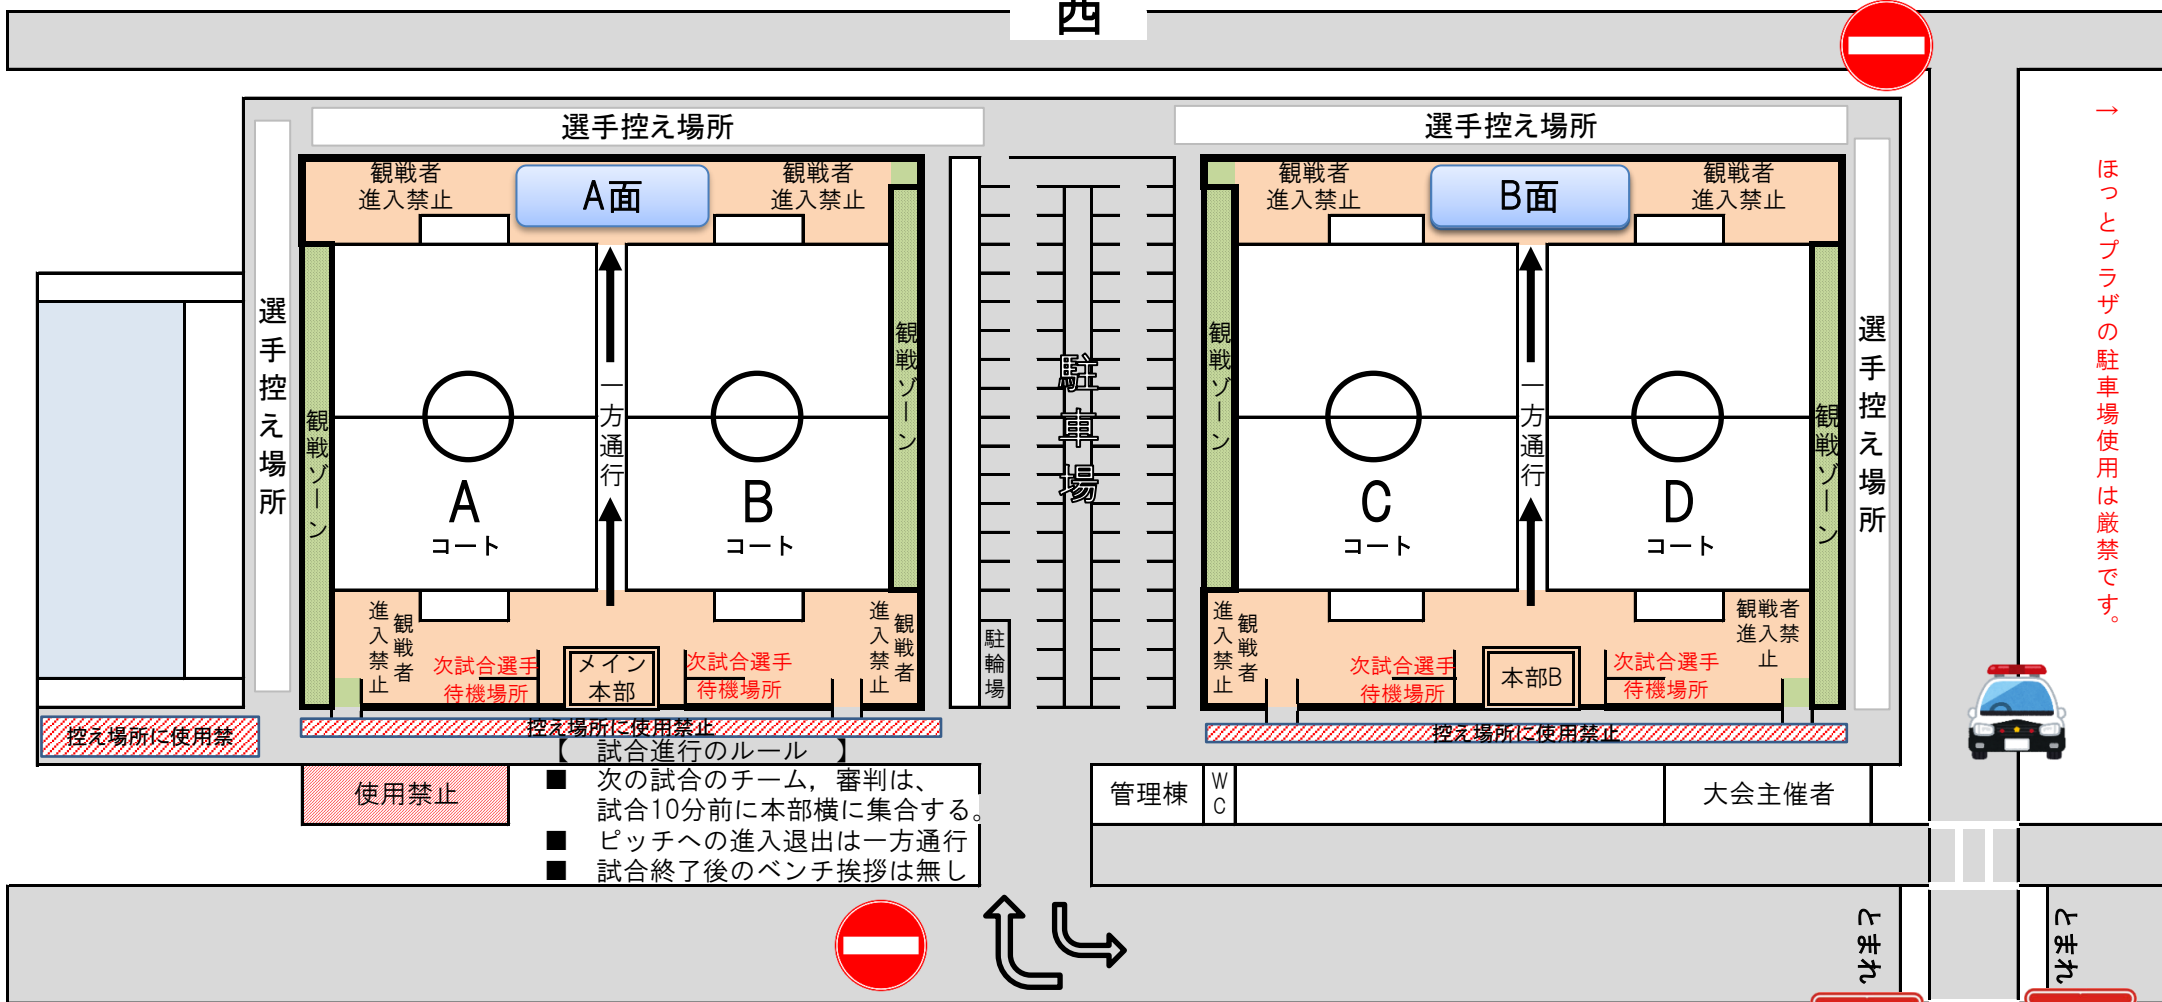 西
選手控え場所
選手控え場所
観戦者
進入禁止
A面
観戦者
進入禁止
観戦者
進入禁止
B面
観戦者
進入禁止
→ ほっとプラザの駐車場使用は厳禁です。
選手控え場所
観戦ゾーン
一方通行
観戦ゾーン
駐車場
観戦ゾーン
一方通行
観戦ゾーン
選手控え場所
A
コート
B
コート
C
コート
D
コート
観戦者
進入禁止
次試合選手
待機場所
メイン
本部
次試合選手
待機場所
観戦者
進入禁止
駐輪場
観戦者
進入禁止
次試合選手
待機場所
本部B
次試合選手
待機場所
観戦者
進入禁
止
控え場所に使用禁
控え場所に使用禁止
控え場所に使用禁止
【 試合進行のルール 】
■ 次の試合のチーム，審判は、
試合10分前に本部横に集合する。
■ ピッチへの進入退出は一方通行
■ 試合終了後のベンチ挨拶は無し
使用禁止
管理棟
WC
大会主催者
とまれ
とまれ